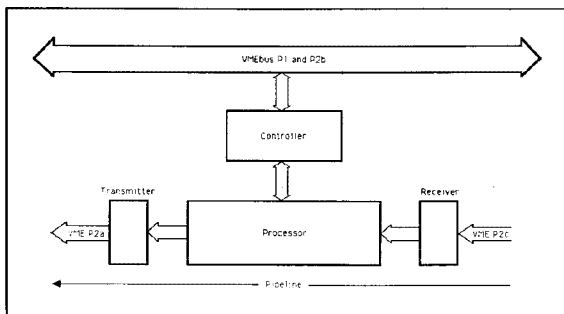 VMEbus P1 and P2b
Controller
Transmitter
Receiver
VME P2a
Processor
VME P2c
Pipeline